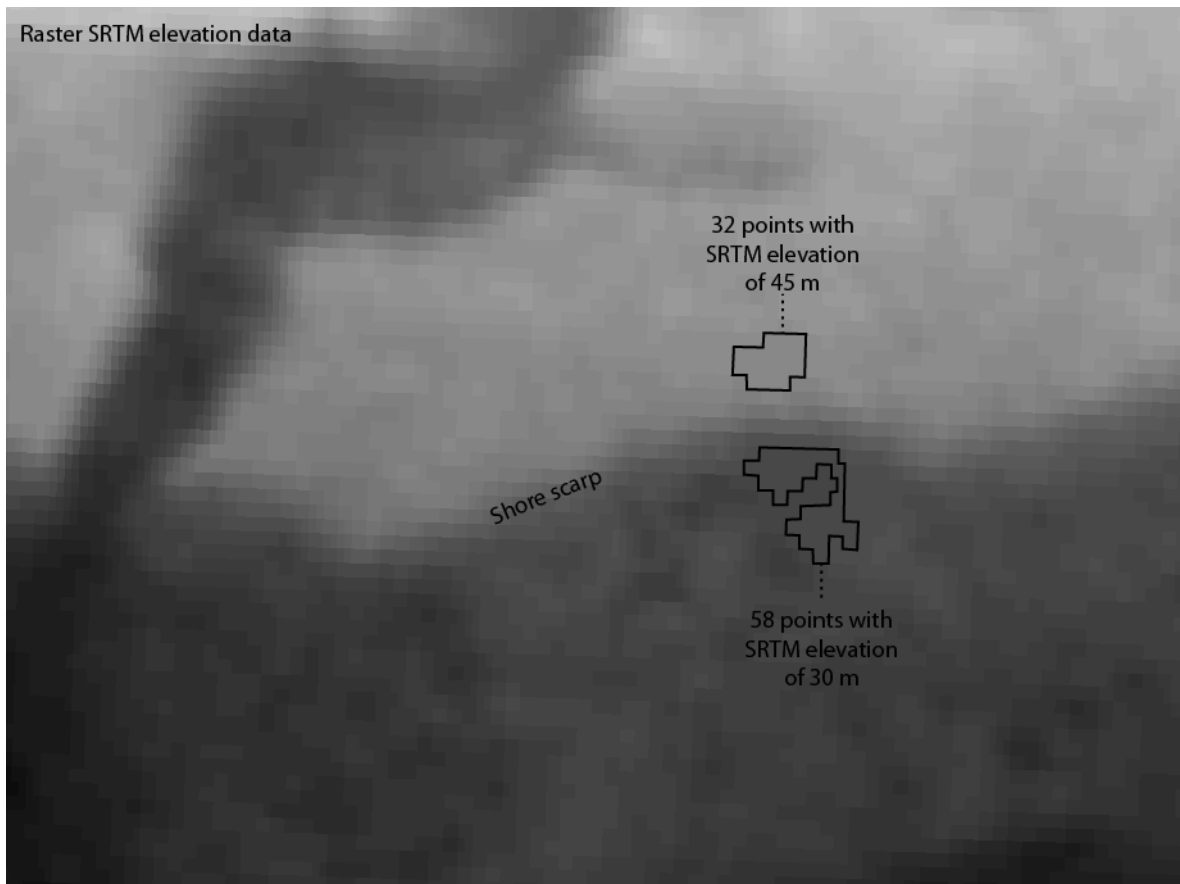 Raster SRTM elevation data
32 points with
SRTM elevation
of 45 m
Shore scarp
58 points with
SRTM elevation
of 30 m